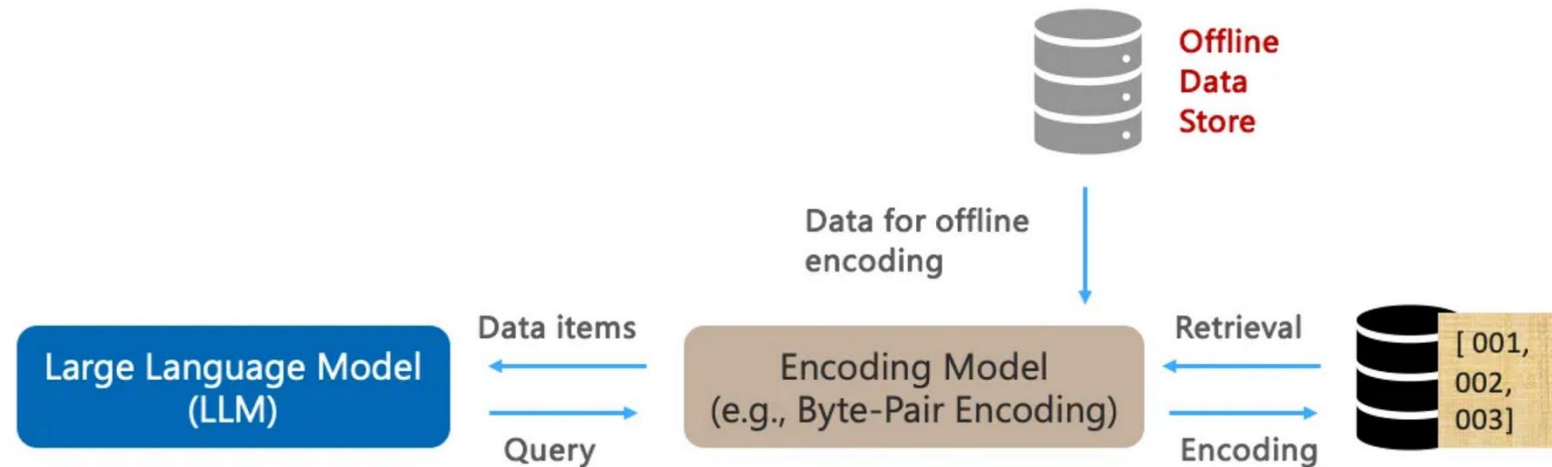 Offline
Data
Store
Data for offline
encoding
Data items
Retrieval
Large Language Model
(LLM)
Encoding Model
(e.g., Byte-Pair Encoding)
[ 001,
002,
003]
Query
Encoding